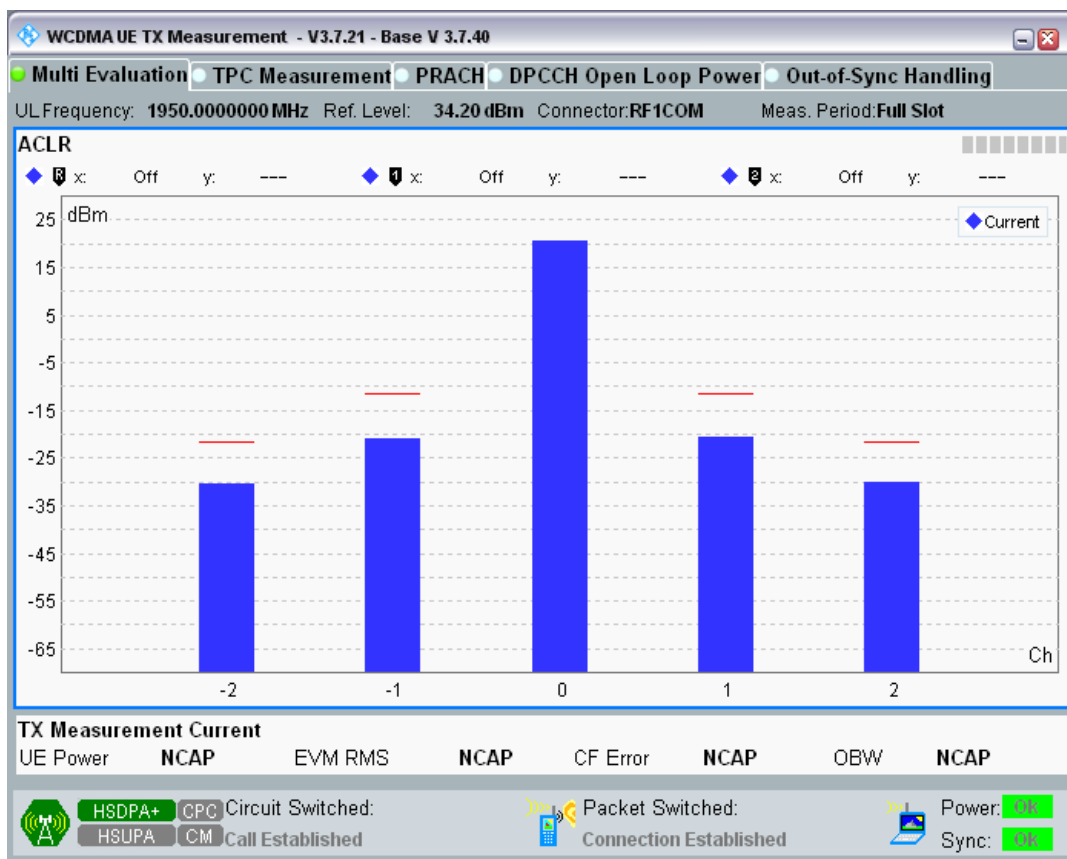 WCDMA UE TX Measurement - V3.7.21 - Base V 3.7.40
Multi Evaluation TPC Measurement PRACH DPCCH Open Loop Power Out-of-Sync Handling
UL Frequency: 1950.0000000 MHz Ref. Level: 34.20 dBm Connector:RF1COM Meas. Period:Full Slot
ACLR
R x: Off y: --- 1 x: Off y: --- 2 x: Off y: ---
dBm
Current
25
15
5
-5
-15
-25
-35
-45
-55
-65
Ch
-2 -1 0 1 2
TX Measurement Current
UE Power NCAP EVM RMS NCAP CF Error NCAP OBW NCAP
HSDPA+ CPC Circuit Switched: Packet Switched: Power: Ok
HSUPA CM Call Established Connection Established Sync: Ok